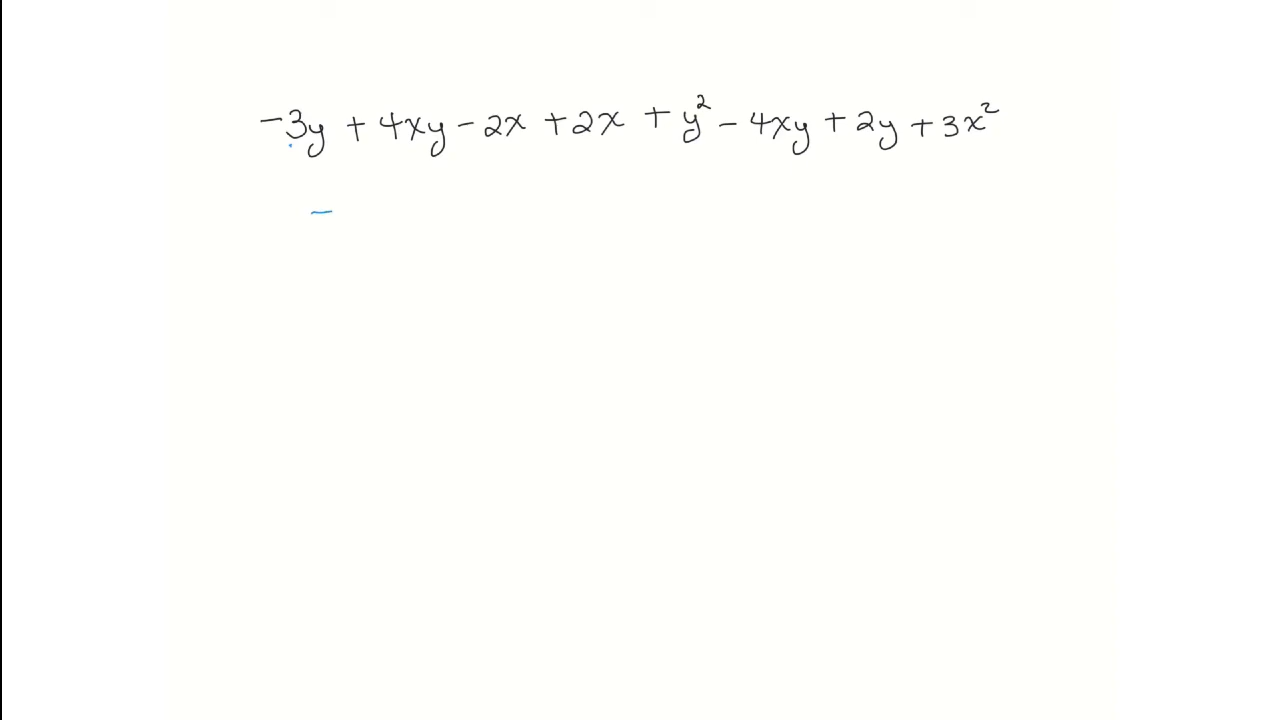 -3y + 4xy - 2x + 2x + y² - 4xy + 2y + 3x²
-